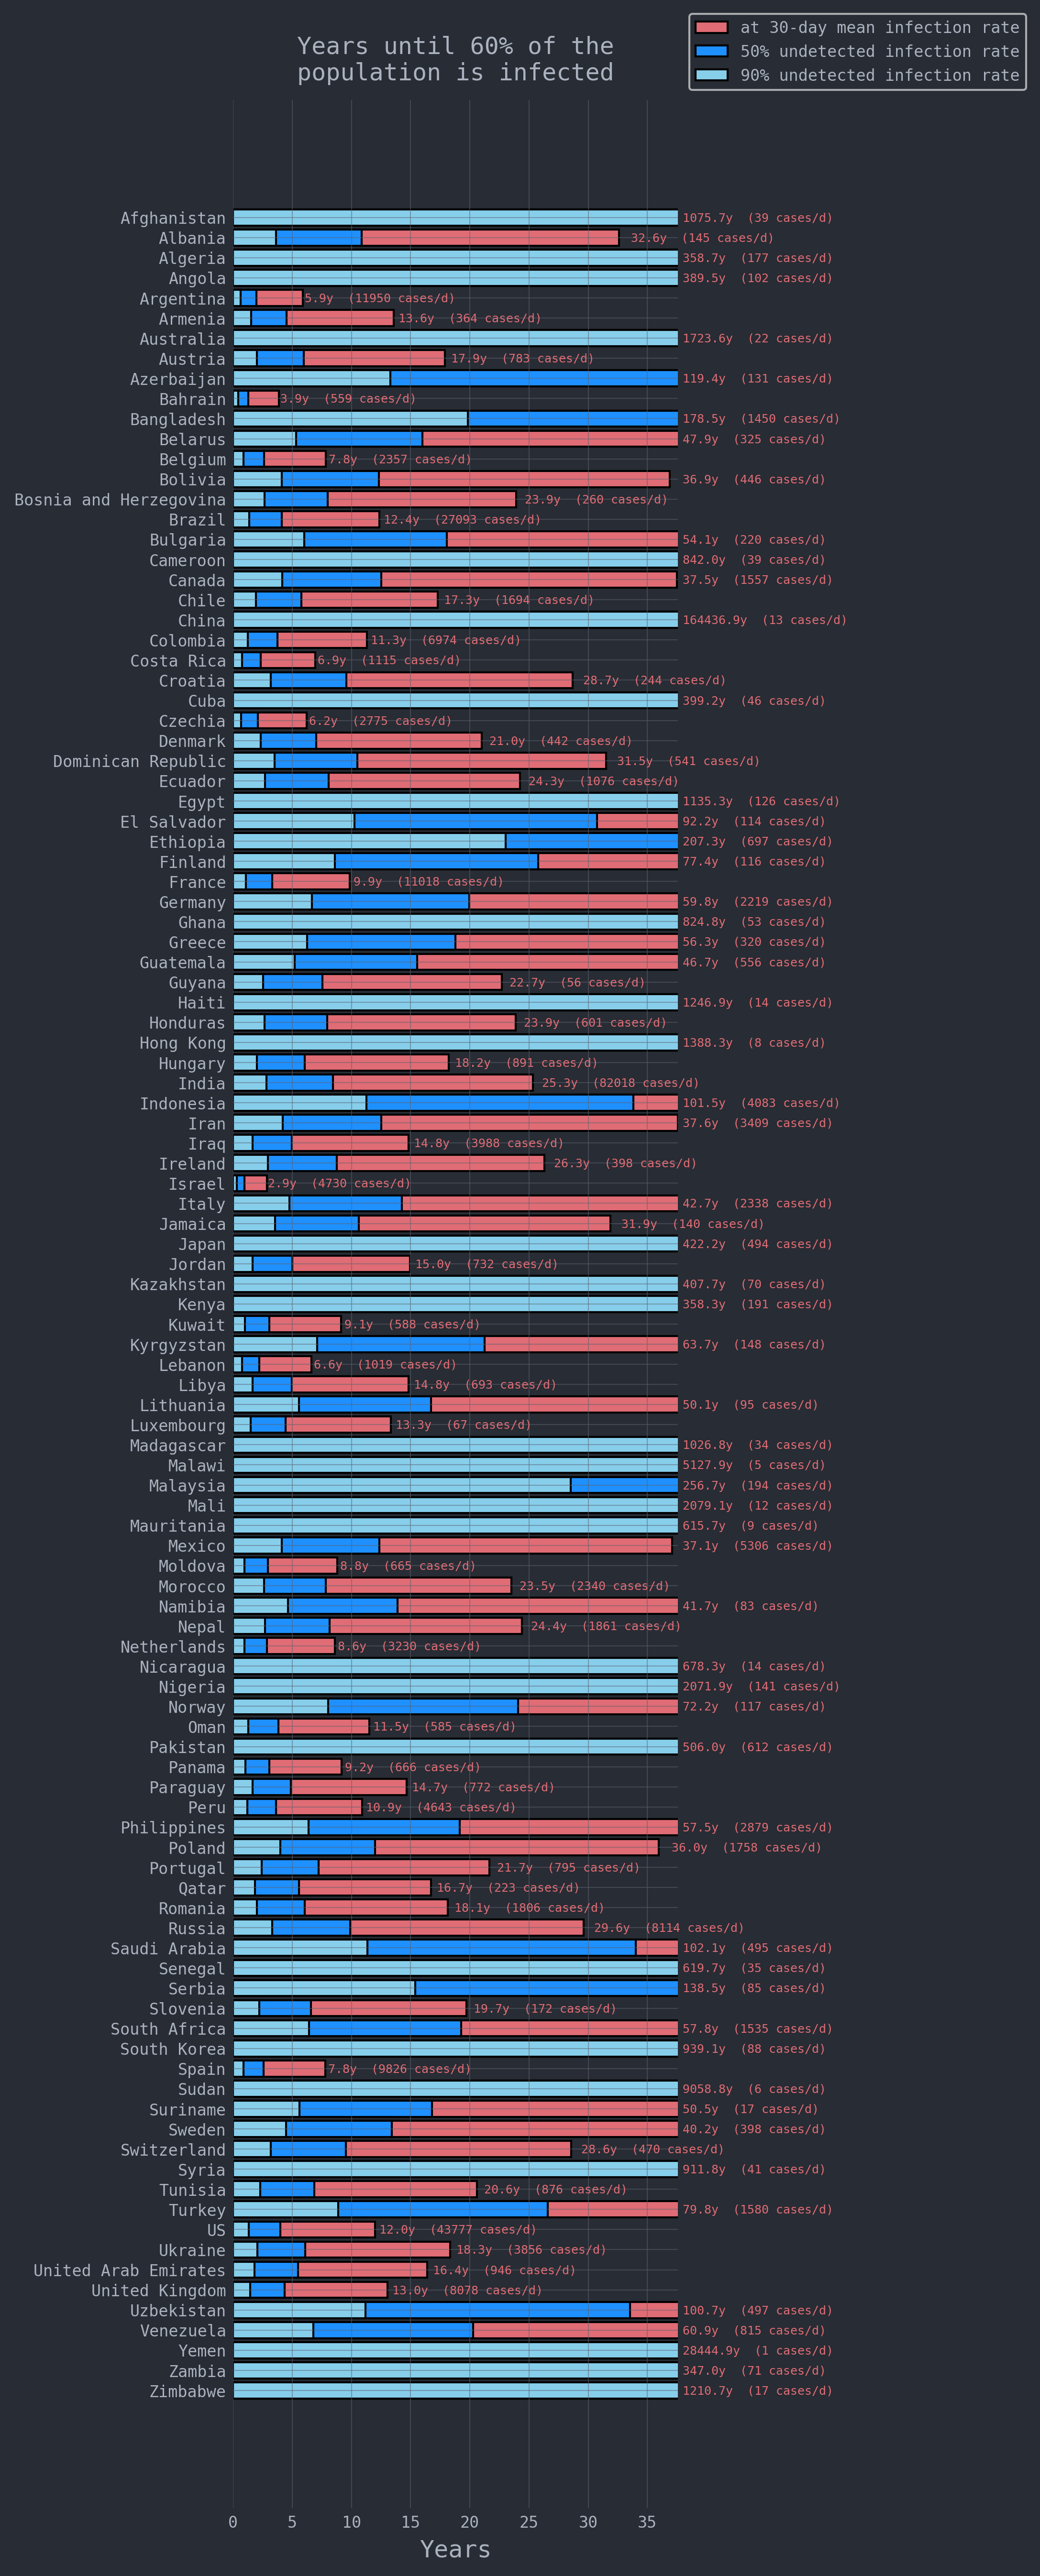 Years until 60% of the
population is infected
at 30-day mean infection rate
50% undetected infection rate
90% undetected infection rate
Afghanistan 1075.7y (39 cases/d)
Albania 32.6y (145 cases/d)
Algeria 358.7y (177 cases/d)
Angola 389.5y (102 cases/d)
Argentina 5.9y (11950 cases/d)
Armenia 13.6y (364 cases/d)
Australia 1723.6y (22 cases/d)
Austria 17.9y (783 cases/d)
Azerbaijan 119.4y (131 cases/d)
Bahrain 3.9y (559 cases/d)
Bangladesh 178.5y (1450 cases/d)
Belarus 47.9y (325 cases/d)
Belgium 7.8y (2357 cases/d)
Bolivia 36.9y (446 cases/d)
Bosnia and Herzegovina 23.9y (260 cases/d)
Brazil 12.4y (27093 cases/d)
Bulgaria 54.1y (220 cases/d)
Cameroon 842.0y (39 cases/d)
Canada 37.5y (1557 cases/d)
Chile 17.3y (1694 cases/d)
China 164436.9y (13 cases/d)
Colombia 11.3y (6974 cases/d)
Costa Rica 6.9y (1115 cases/d)
Croatia 28.7y (244 cases/d)
Cuba 399.2y (46 cases/d)
Czechia 6.2y (2775 cases/d)
Denmark 21.0y (442 cases/d)
Dominican Republic 31.5y (541 cases/d)
Ecuador 24.3y (1076 cases/d)
Egypt 1135.3y (126 cases/d)
El Salvador 92.2y (114 cases/d)
Ethiopia 207.3y (697 cases/d)
Finland 77.4y (116 cases/d)
France 9.9y (11018 cases/d)
Germany 59.8y (2219 cases/d)
Ghana 824.8y (53 cases/d)
Greece 56.3y (320 cases/d)
Guatemala 46.7y (556 cases/d)
Guyana 22.7y (56 cases/d)
Haiti 1246.9y (14 cases/d)
Honduras 23.9y (601 cases/d)
Hong Kong 1388.3y (8 cases/d)
Hungary 18.2y (891 cases/d)
India 25.3y (82018 cases/d)
Indonesia 101.5y (4083 cases/d)
Iran 37.6y (3409 cases/d)
Iraq 14.8y (3988 cases/d)
Ireland 26.3y (398 cases/d)
Israel 2.9y (4730 cases/d)
Italy 42.7y (2338 cases/d)
Jamaica 31.9y (140 cases/d)
Japan 422.2y (494 cases/d)
Jordan 15.0y (732 cases/d)
Kazakhstan 407.7y (70 cases/d)
Kenya 358.3y (191 cases/d)
Kuwait 9.1y (588 cases/d)
Kyrgyzstan 63.7y (148 cases/d)
Lebanon 6.6y (1019 cases/d)
Libya 14.8y (693 cases/d)
Lithuania 50.1y (95 cases/d)
Luxembourg 13.3y (67 cases/d)
Madagascar 1026.8y (34 cases/d)
Malawi 5127.9y (5 cases/d)
Malaysia 256.7y (194 cases/d)
Mali 2079.1y (12 cases/d)
Mauritania 615.7y (9 cases/d)
Mexico 37.1y (5306 cases/d)
Moldova 8.8y (665 cases/d)
Morocco 23.5y (2340 cases/d)
Namibia 41.7y (83 cases/d)
Nepal 24.4y (1861 cases/d)
Netherlands 8.6y (3230 cases/d)
Nicaragua 678.3y (14 cases/d)
Nigeria 2071.9y (141 cases/d)
Norway 72.2y (117 cases/d)
Oman 11.5y (585 cases/d)
Pakistan 506.0y (612 cases/d)
Panama 9.2y (666 cases/d)
Paraguay 14.7y (772 cases/d)
Peru 10.9y (4643 cases/d)
Philippines 57.5y (2879 cases/d)
Poland 36.0y (1758 cases/d)
Portugal 21.7y (795 cases/d)
Qatar 16.7y (223 cases/d)
Romania 18.1y (1806 cases/d)
Russia 29.6y (8114 cases/d)
Saudi Arabia 102.1y (495 cases/d)
Senegal 619.7y (35 cases/d)
Serbia 138.5y (85 cases/d)
Slovenia 19.7y (172 cases/d)
South Africa 57.8y (1535 cases/d)
South Korea 939.1y (88 cases/d)
Spain 7.8y (9826 cases/d)
Sudan 9058.8y (6 cases/d)
Suriname 50.5y (17 cases/d)
Sweden 40.2y (398 cases/d)
Switzerland 28.6y (470 cases/d)
Syria 911.8y (41 cases/d)
Tunisia 20.6y (876 cases/d)
Turkey 79.8y (1580 cases/d)
US 12.0y (43777 cases/d)
Ukraine 18.3y (3856 cases/d)
United Arab Emirates 16.4y (946 cases/d)
United Kingdom 13.0y (8078 cases/d)
Uzbekistan 100.7y (497 cases/d)
Venezuela 60.9y (815 cases/d)
Yemen 28444.9y (1 cases/d)
Zambia 347.0y (71 cases/d)
Zimbabwe 1210.7y (17 cases/d)
0 5 10 15 20 25 30 35
Years